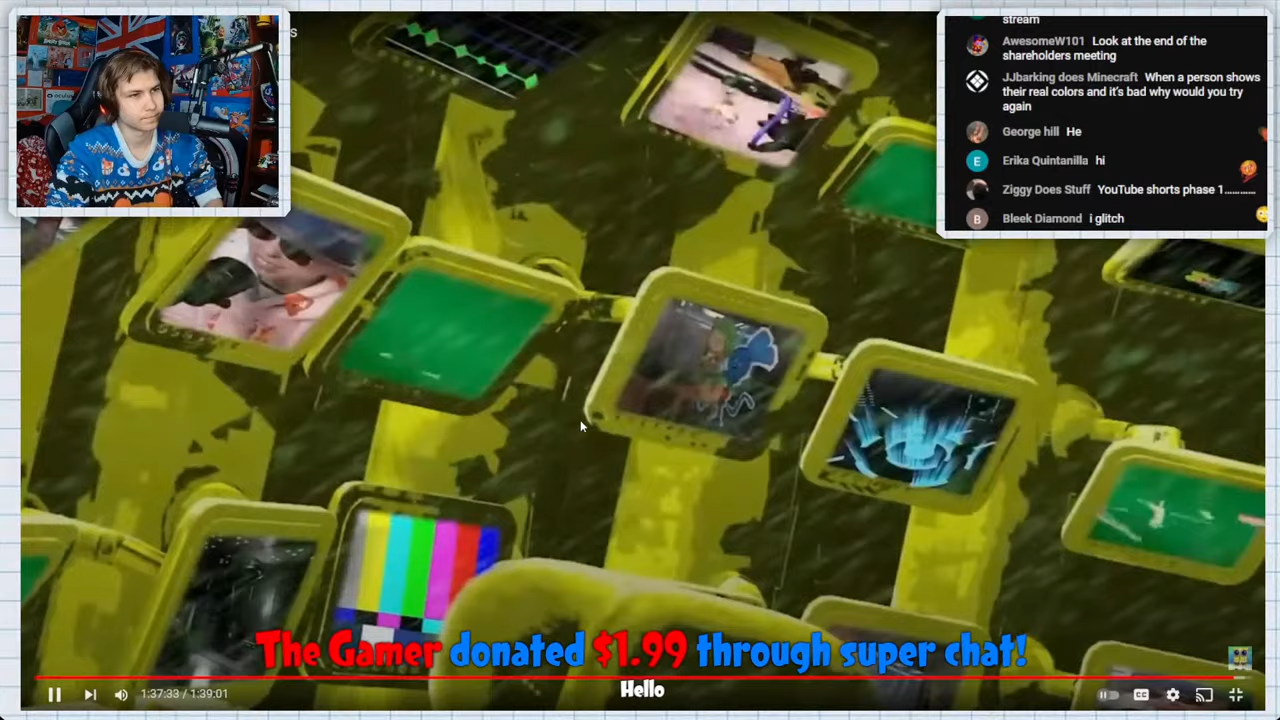 s
stream
AwesomeW101 Look at the end of the
shareholders meeting
JJbarking does Minecraft When a person shows
their real colors and it's bad why would you try
again
George hill He
E Erika Quintanilla hi
Ziggy Does Stuff YouTube shorts phase 1............
B Bleek Diamond i glitch
The Gamer donated $1.99 through super chat!
Hello
1:37:33 / 1:39:01
CC